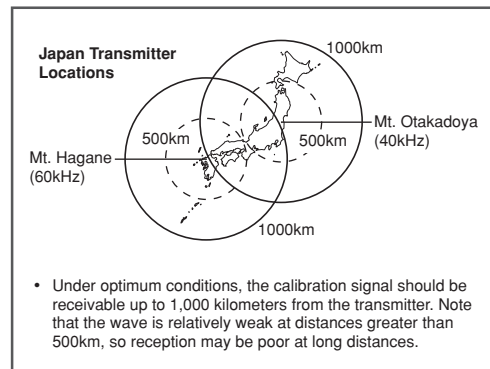 Japan Transmitter
Locations
1000km
500km
Mt. Otakadoya
(40kHz)
500km
Mt. Hagane
(60kHz)
1000km
• Under optimum conditions, the calibration signal should be
receivable up to 1,000 kilometers from the transmitter. Note
that the wave is relatively weak at distances greater than
500km, so reception may be poor at long distances.